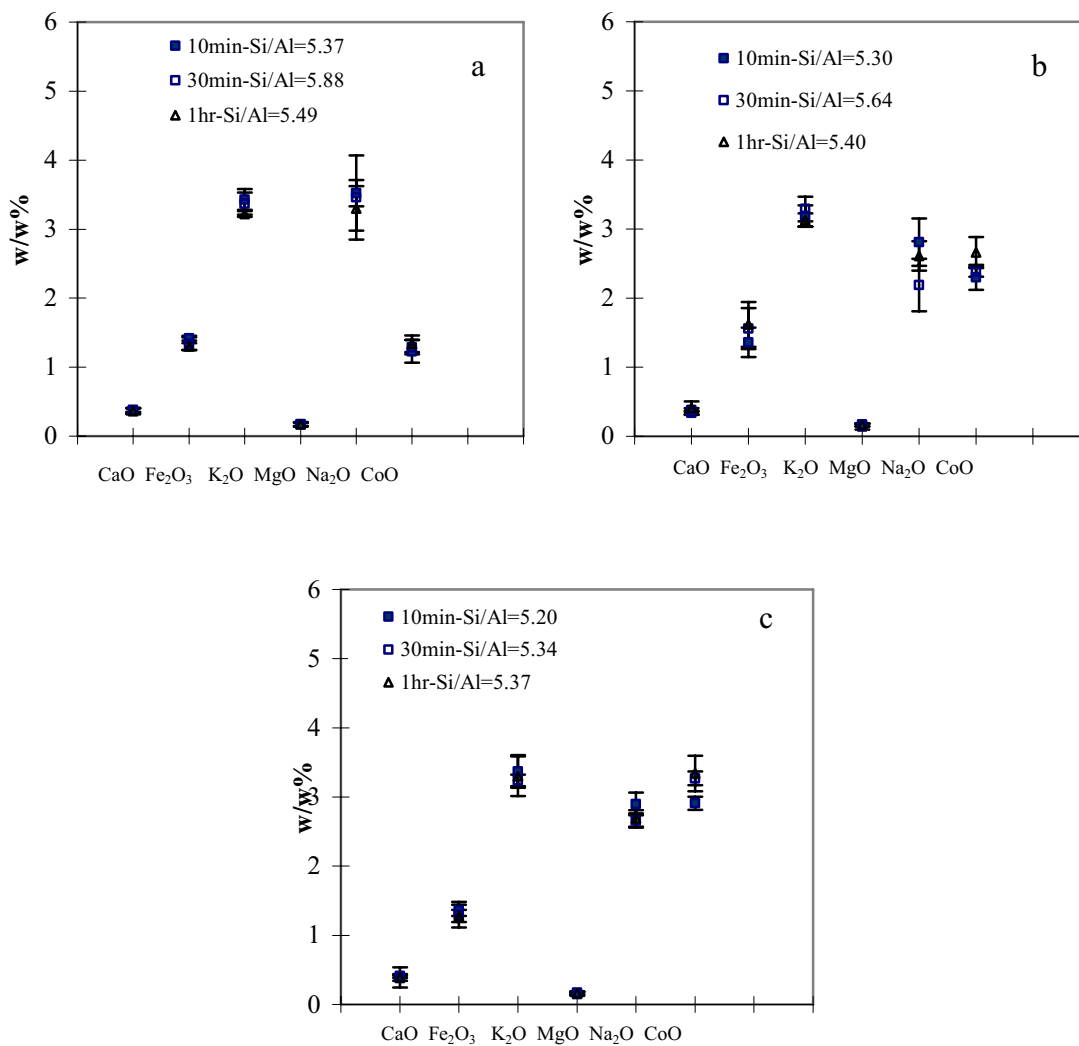 6
5
4
3
2
1
0
w/w%
10min-Si/Al=5.37
30min-Si/Al=5.88
1hr-Si/Al=5.49
a
CaO Fe₂O₃ K₂O MgO Na₂O CoO
6
5
4
3
2
1
0
w/w%
10min-Si/Al=5.30
30min-Si/Al=5.64
1hr-Si/Al=5.40
b
CaO Fe₂O₃ K₂O MgO Na₂O CoO
6
5
4
3
2
1
0
w/w%
10min-Si/Al=5.20
30min-Si/Al=5.34
1hr-Si/Al=5.37
c
CaO Fe₂O₃ K₂O MgO Na₂O CoO